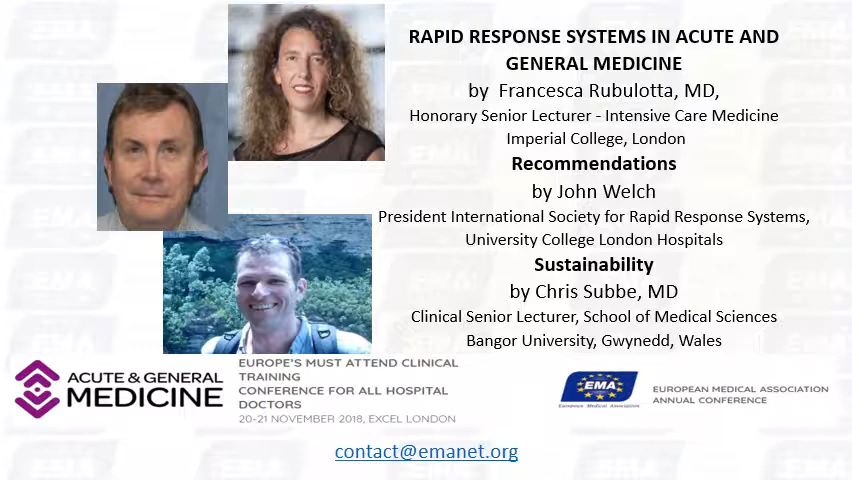 RAPID RESPONSE SYSTEMS IN ACUTE AND
GENERAL MEDICINE
by Francesca Rubulotta, MD,
Honorary Senior Lecturer - Intensive Care Medicine
Imperial College, London
Recommendations
by John Welch
President International Society for Rapid Response Systems,
University College London Hospitals
Sustainability
by Chris Subbe, MD
Clinical Senior Lecturer, School of Medical Sciences
Bangor University, Gwynedd, Wales
ACUTE & GENERAL
MEDICINE
EUROPE'S MUST ATTEND CLINICAL
TRAINING
CONFERENCE FOR ALL HOSPITAL
DOCTORS
20-21 NOVEMBER 2018, EXCEL LONDON
EMA
European Medical Association
EUROPEAN MEDICAL ASSOCIATION
ANNUAL CONFERENCE
contact@emanet.org